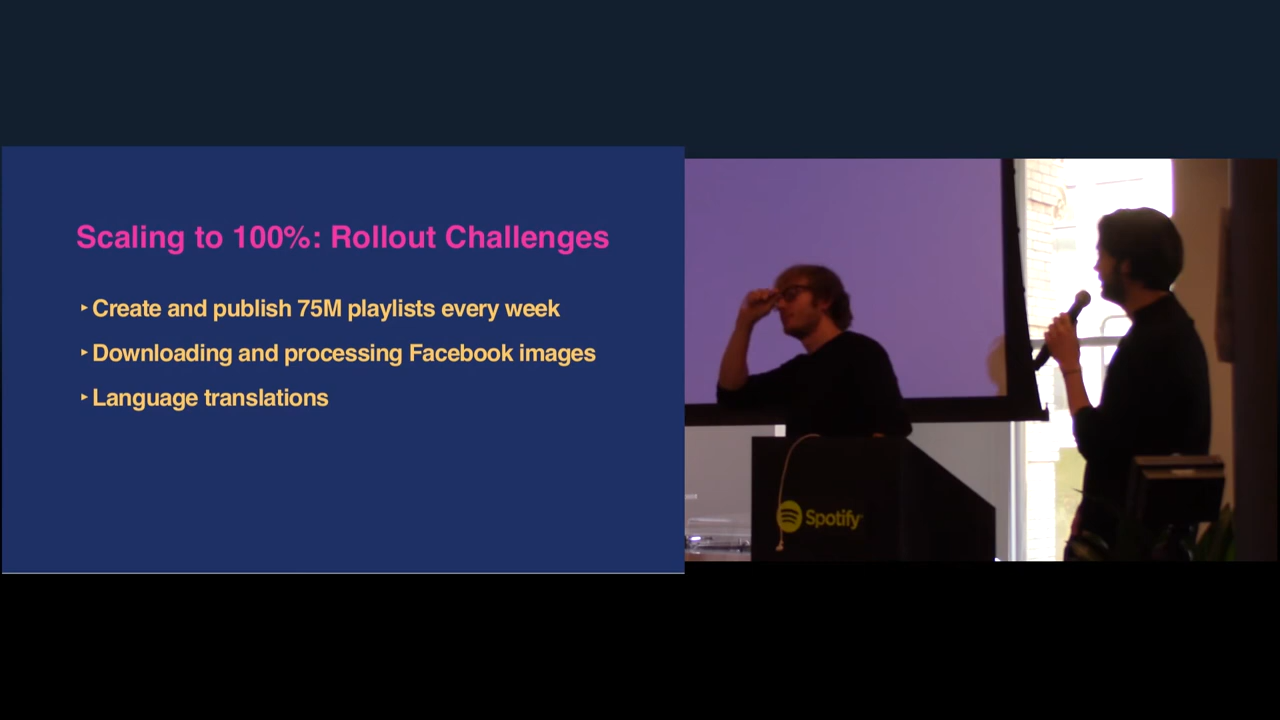 Scaling to 100%: Rollout Challenges
‣ Create and publish 75M playlists every week
‣ Downloading and processing Facebook images
‣ Language translations
Spotify